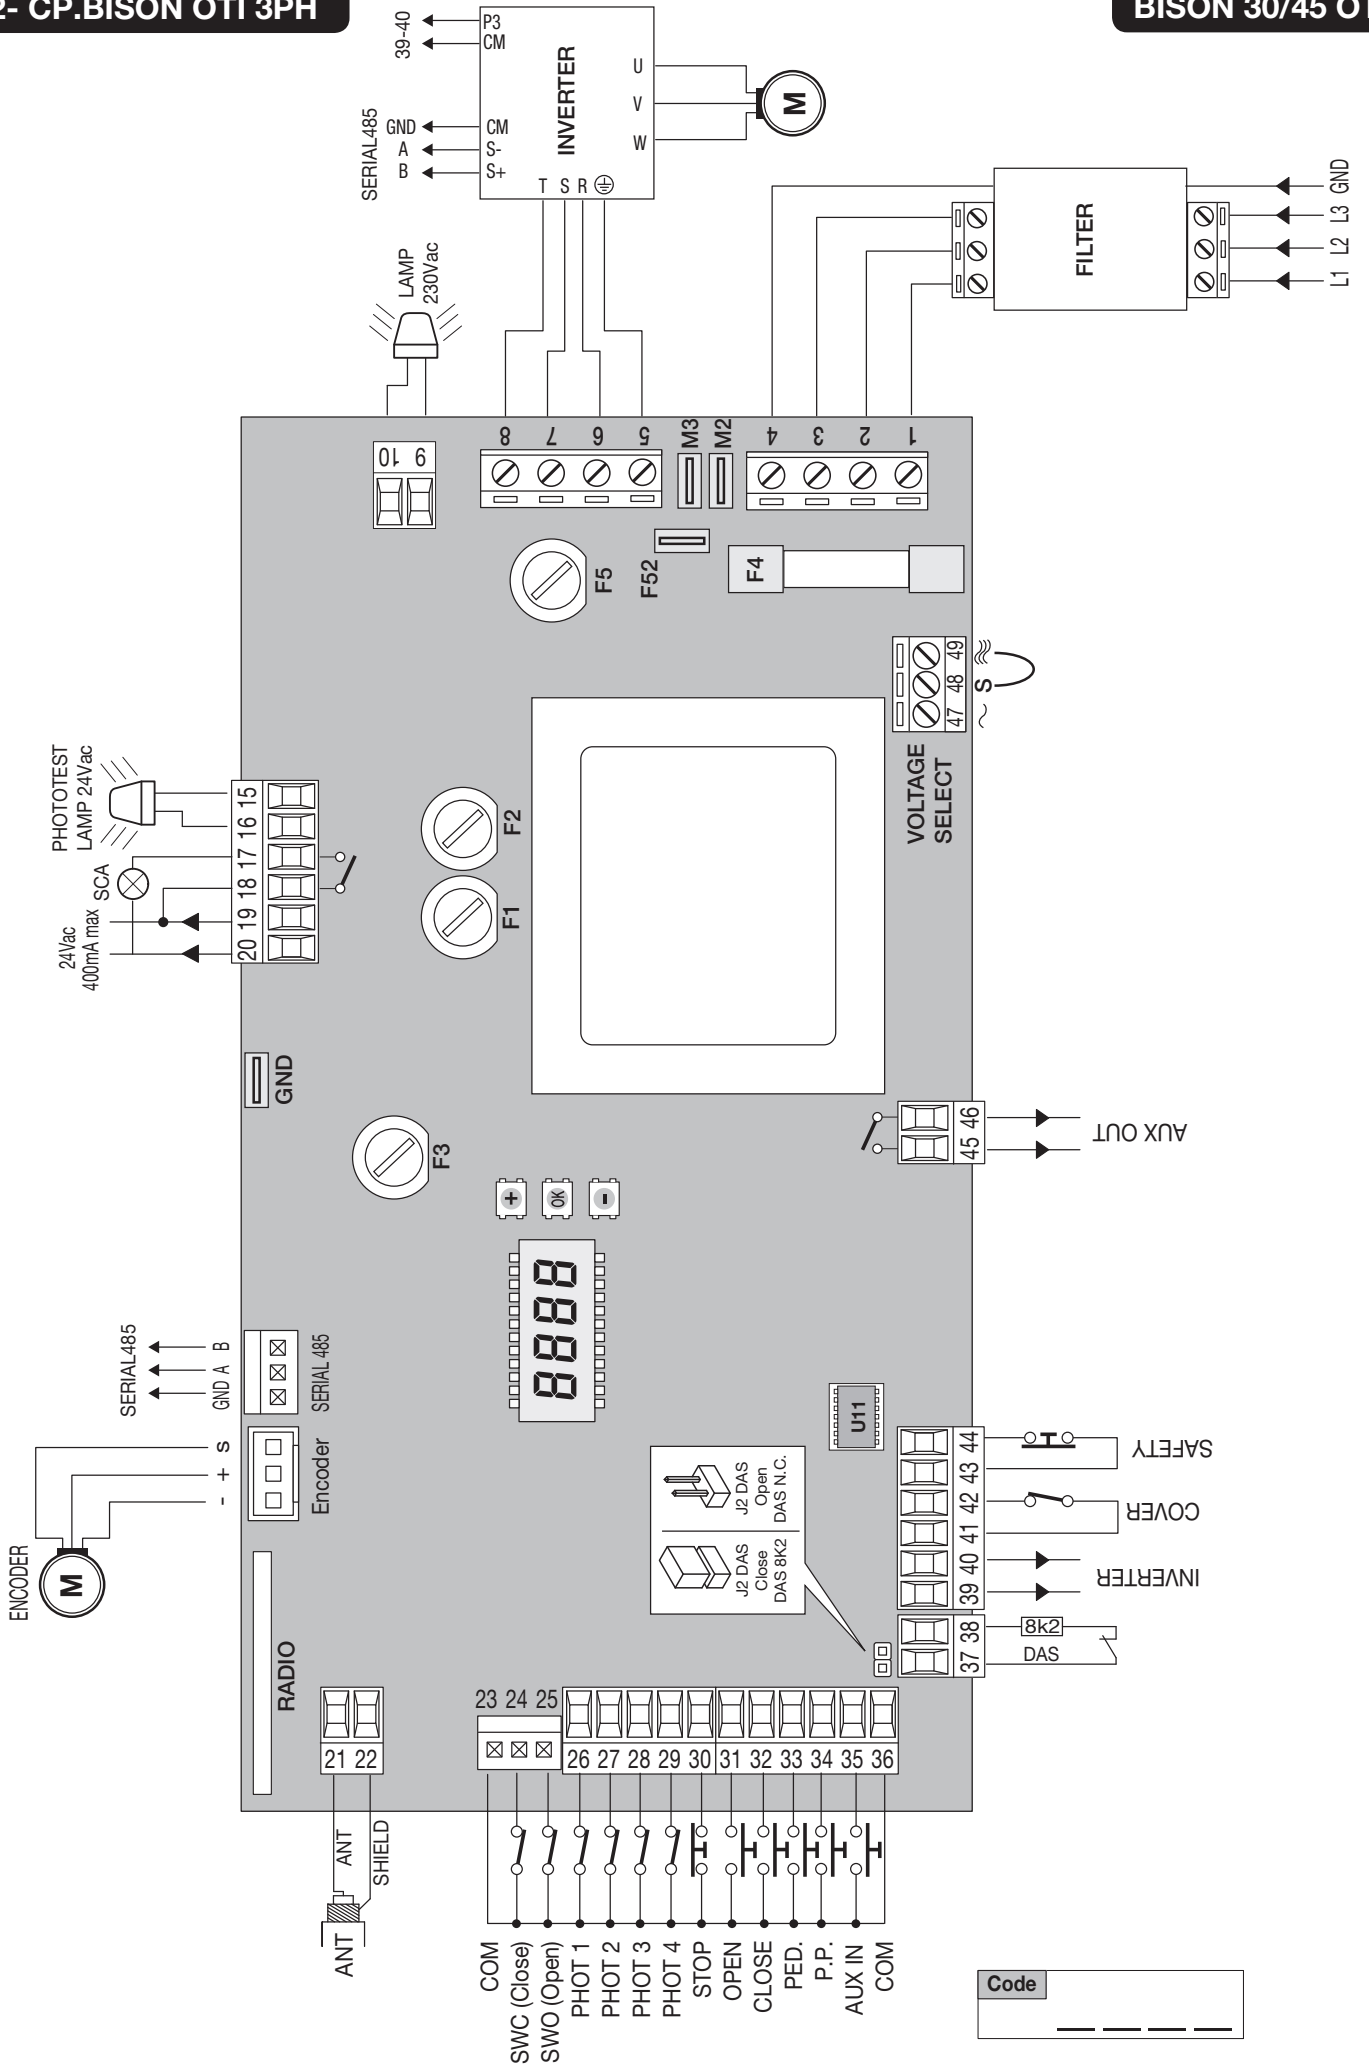 2- CP.BISON OTI 3PH
BISON 30/45 OT
39-40
P3
CM
SERIAL485
GND
A
B
CM
S-
S+
INVERTER
U
V
W
M
T S R
LAMP
230Vac
FILTER
GND
L3
L2
L1
10 9
8 7 6 5
M3
M2
4 3 2 1
F5
F52
F4
PHOTOTEST
LAMP 24Vac
SCA
24Vac
400mA max
20 19 18 17 16 15
F2
F1
VOLTAGE
SELECT
47 48 49
S
GND
F3
+
OK
-
8888
AUX OUT
45 46
SERIAL485
GND A B
SERIAL 485
- + S
Encoder
ENCODER
M
U11
J2 DAS
Close
DAS 8K2
J2 DAS
Open
DAS N.C.
SAFETY
COVER
INVERTER
39 40 41 42 43 44
37 38
8k2
DAS
RADIO
21 22
ANT
SHIELD
ANT
23 24 25
26 27 28 29 30 31 32 33 34 35 36
COM
SWC (Close)
SWO (Open)
PHOT 1
PHOT 2
PHOT 3
PHOT 4
STOP
OPEN
CLOSE
PED.
P.P.
AUX IN
COM
Code